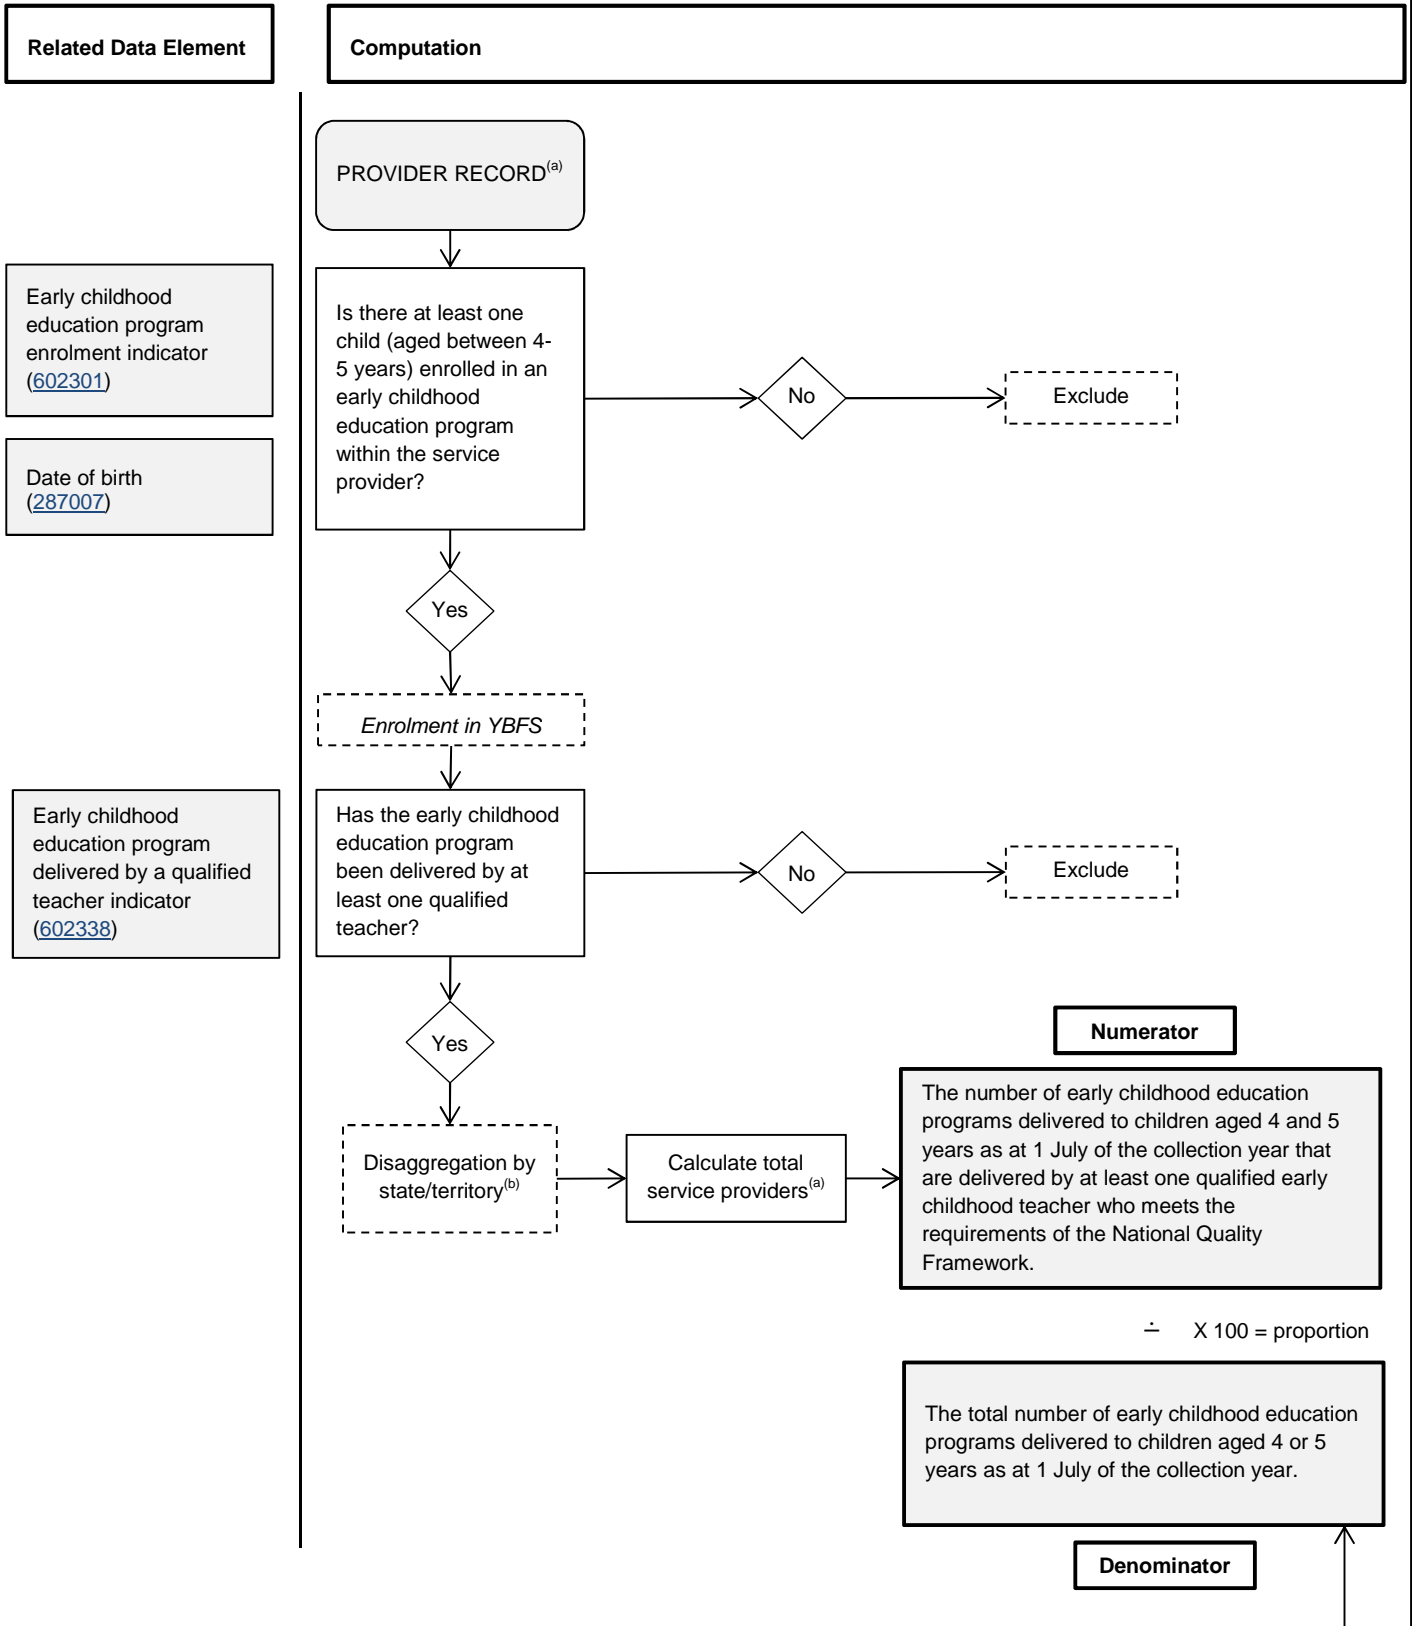 Related Data Element
Computation
PROVIDER RECORD(a)
Early childhood
education program
enrolment indicator
(602301)
Date of birth
(287007)
Is there at least one
child (aged between 4-
5 years) enrolled in an
early childhood
education program
within the service
provider?
No
Exclude
Yes
Enrolment in YBFS
Early childhood
education program
delivered by a qualified
teacher indicator
(602338)
Has the early childhood
education program
been delivered by at
least one qualified
teacher?
No
Exclude
Yes
Disaggregation by
state/territory(b)
Calculate total
service providers(a)
Numerator
The number of early childhood education
programs delivered to children aged 4 and 5
years as at 1 July of the collection year that
are delivered by at least one qualified early
childhood teacher who meets the
requirements of the National Quality
Framework.
∸ X 100 = proportion
The total number of early childhood education
programs delivered to children aged 4 or 5
years as at 1 July of the collection year.
Denominator